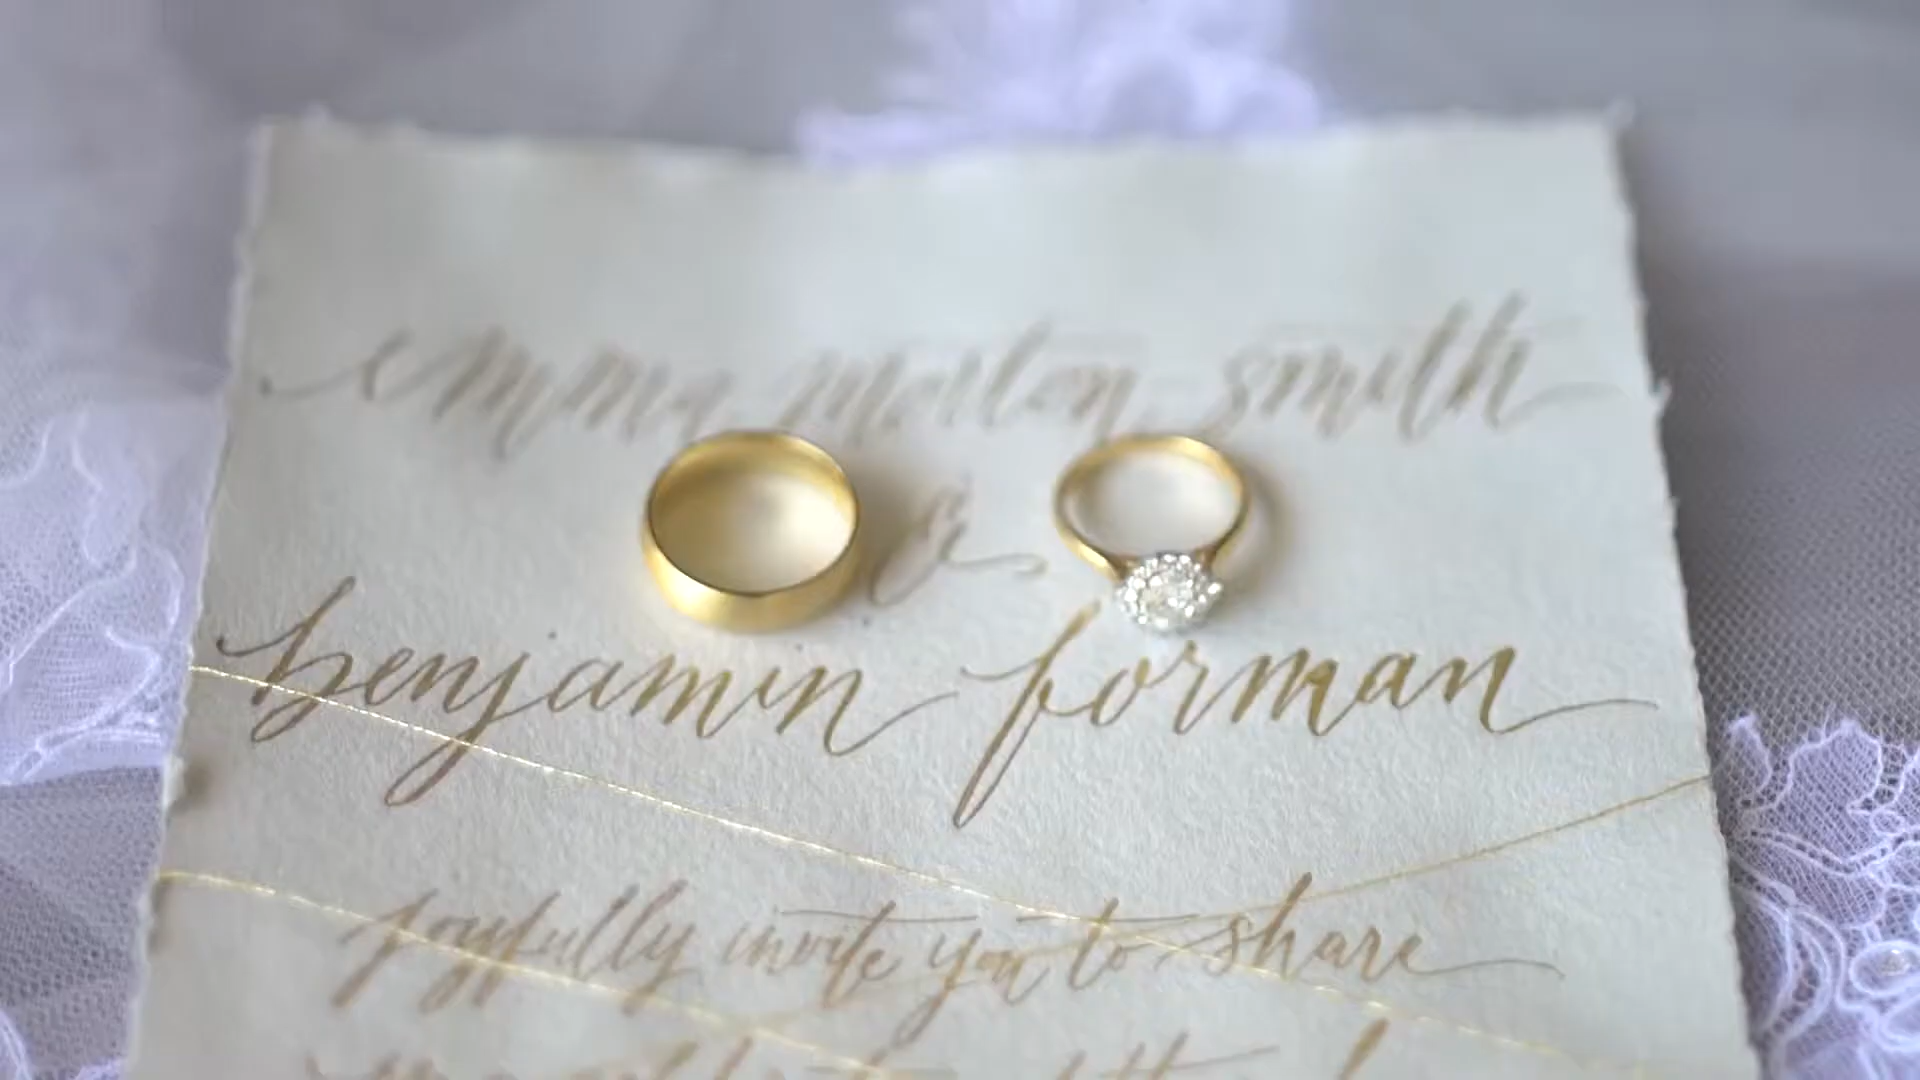 emma morton smith
&
benjamin forman
joyfully invite you to share